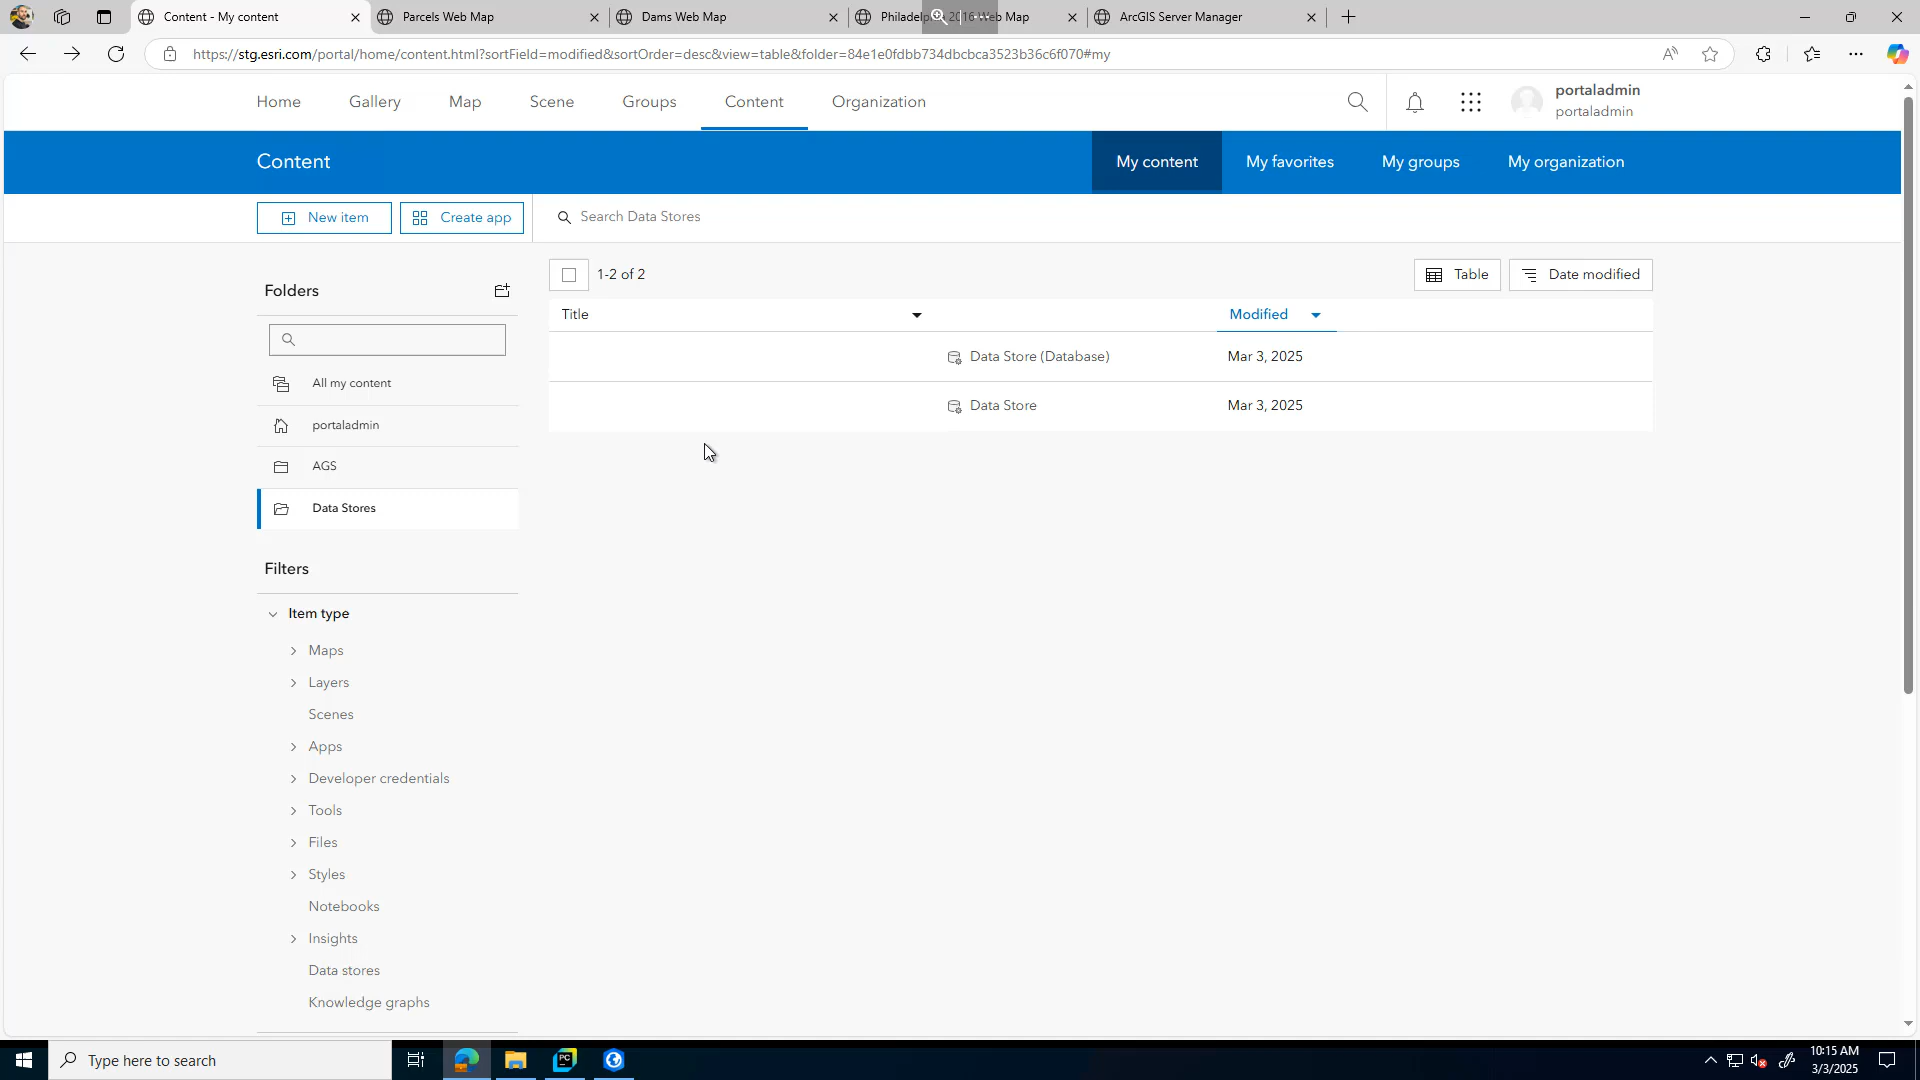 Content - My content
Parcels Web Map
Dams Web Map
Philadelp 2016 Web Map
ArcGIS Server Manager
https://stg.esri.com/portal/home/content.html?sortField=modified&sortOrder=desc&view=table&folder=84e1e0fdbb734dbcbca3523b36c6f070#my
Home
Gallery
Map
Scene
Groups
Content
Organization
portaladmin
portaladmin
Content
My content
My favorites
My groups
My organization
New item
Create app
Search Data Stores
Folders
1-2 of 2
Table
Date modified
Title
Modified
Data Store (Database)
Mar 3, 2025
Data Store
Mar 3, 2025
All my content
portaladmin
AGS
Data Stores
Filters
Item type
Maps
Layers
Scenes
Apps
Developer credentials
Tools
Files
Styles
Notebooks
Insights
Data stores
Knowledge graphs
Type here to search
PC
10:15 AM
3/3/2025